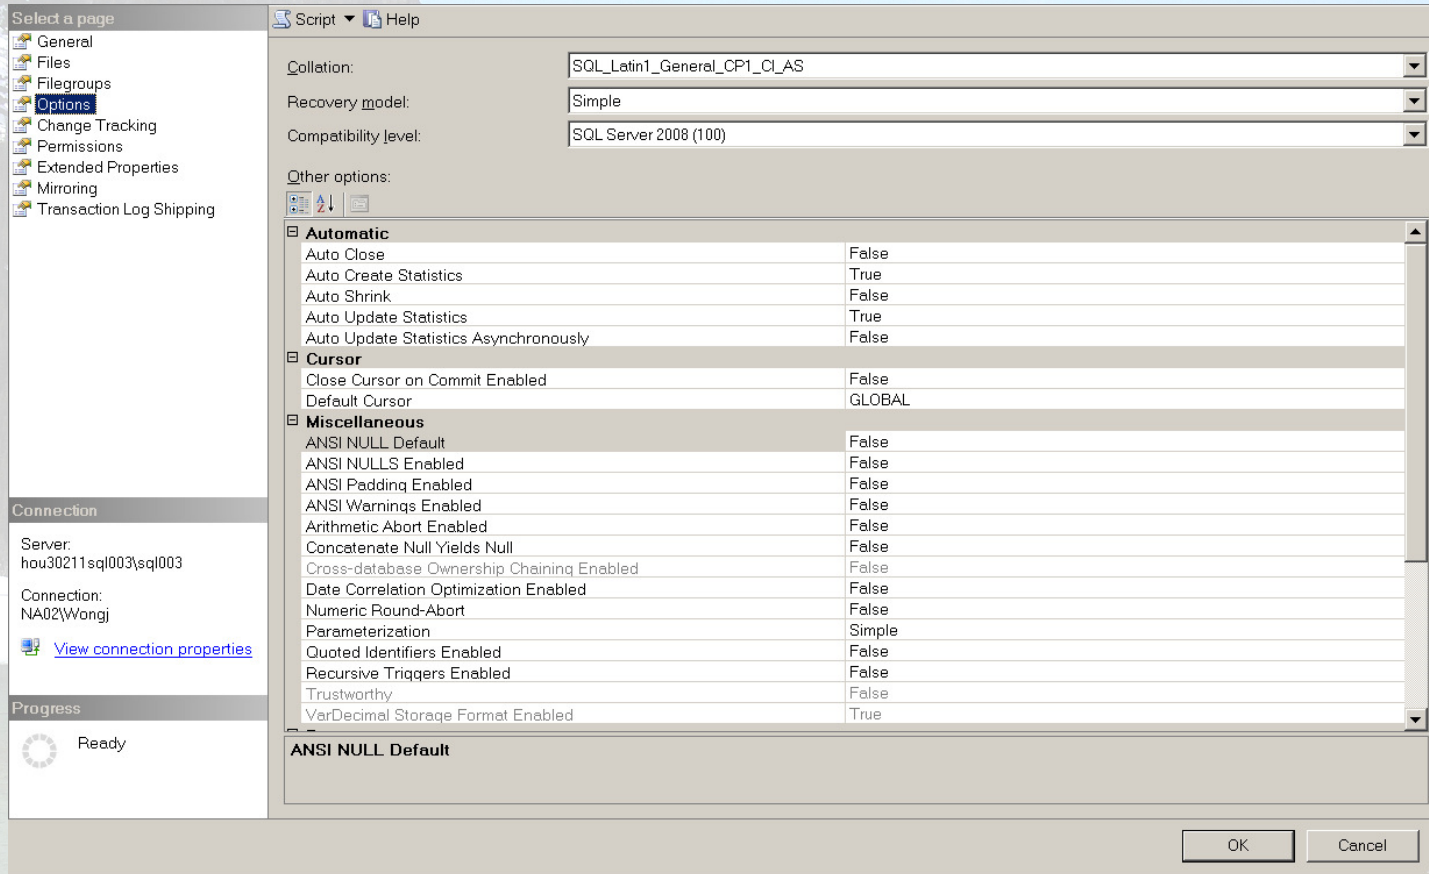 Select a page
General
Files
Filegroups
Options
Change Tracking
Permissions
Extended Properties
Mirroring
Transaction Log Shipping
Connection
Server:
hou30211sql003\sql003
Connection:
NA02\Wongj
View connection properties
Progress
Ready
Script Help
Collation: SQL_Latin1_General_CP1_CI_AS
Recovery model: Simple
Compatibility level: SQL Server 2008 (100)
Other options:
Automatic
Auto Close False
Auto Create Statistics True
Auto Shrink False
Auto Update Statistics True
Auto Update Statistics Asynchronously False
Cursor
Close Cursor on Commit Enabled False
Default Cursor GLOBAL
Miscellaneous
ANSI NULL Default False
ANSI NULLS Enabled False
ANSI Padding Enabled False
ANSI Warnings Enabled False
Arithmetic Abort Enabled False
Concatenate Null Yields Null False
Cross-database Ownership Chaining Enabled False
Date Correlation Optimization Enabled False
Numeric Round-Abort False
Parameterization Simple
Quoted Identifiers Enabled False
Recursive Triggers Enabled False
Trustworthy False
VarDecimal Storage Format Enabled True
ANSI NULL Default
OK Cancel